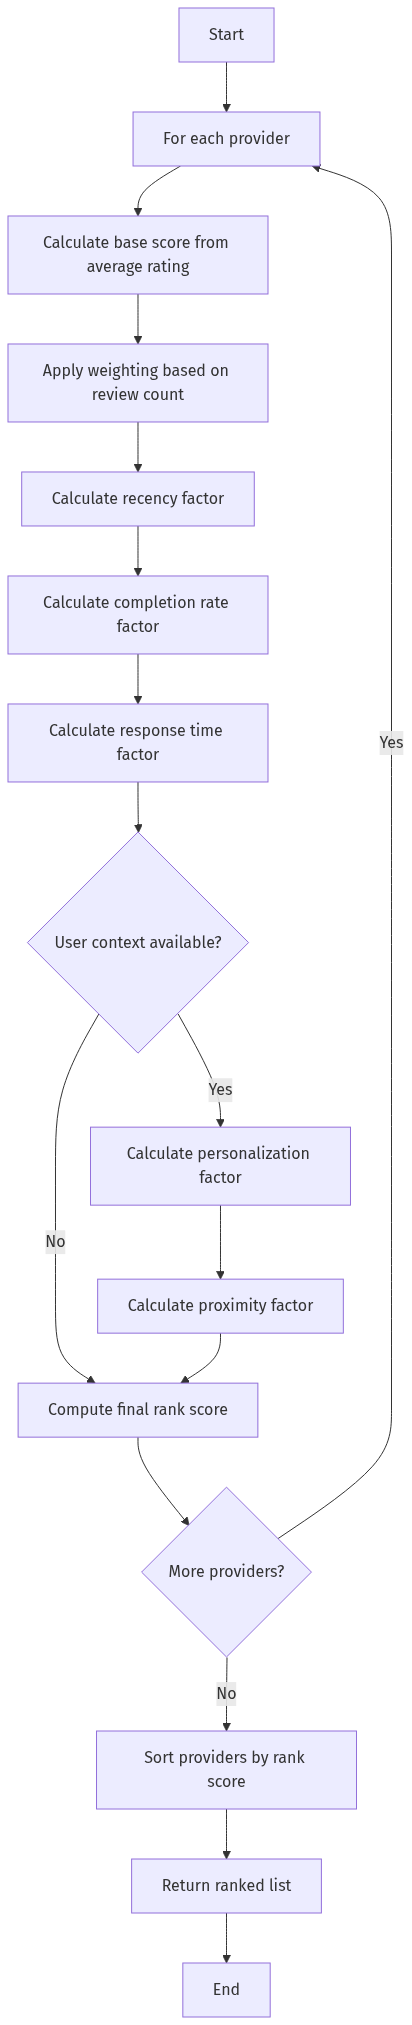 Start
For each provider
Calculate base score from
average rating
Apply weighting based on
review count
Calculate recency factor
Calculate completion rate
factor
Calculate response time
factor
Yes
User context available?
Yes
Calculate personalization
factor
No
Calculate proximity factor
Compute final rank score
More providers?
No
Sort providers by rank
score
Return ranked list
End